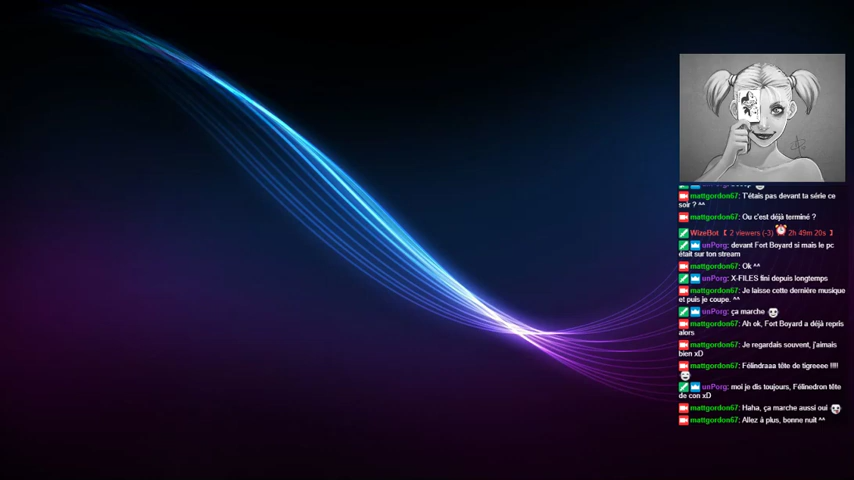 mattgordon67: T'étais pas devant ta série ce
soir ? ^^
mattgordon67: Ou c'est déjà terminé ?
WizeBot【 2 viewers (-3) 2h 49m 20s 】
unPorg: devant Fort Boyard si mais le pc
était sur ton stream
mattgordon67: Ok ^^
unPorg: X-FILES fini depuis longtemps
mattgordon67: Je laisse cette dernière musique
et puis je coupe. ^^
unPorg: ça marche
mattgordon67: Ah ok, Fort Boyard a déjà repris
alors
mattgordon67: Je regardais souvent, j'aimais
bien xD
mattgordon67: Félindraaa tête de tigreeee !!!!
unPorg: moi je dis toujours, Félinedron tête
de con xD
mattgordon67: Haha, ça marche aussi oui
mattgordon67: Allez à plus, bonne nuit ^^